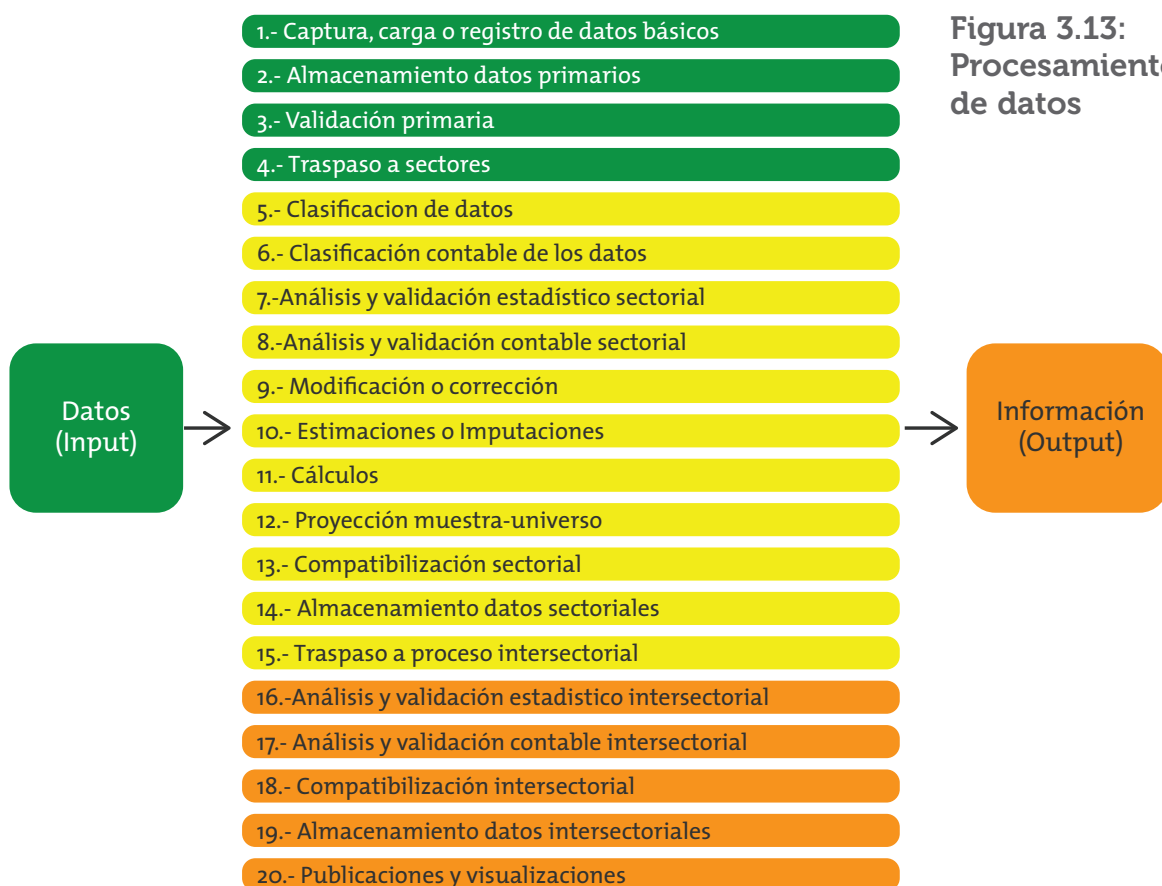 Figura 3.13:
Procesamiento
de datos
1.- Captura, carga o registro de datos básicos
2.- Almacenamiento datos primarios
3.- Validación primaria
4.- Traspaso a sectores
5.- Clasificacion de datos
6.- Clasificación contable de los datos
7.-Análisis y validación estadístico sectorial
8.-Análisis y validación contable sectorial
9.- Modificación o corrección
10.- Estimaciones o Imputaciones
11.- Cálculos
12.- Proyección muestra-universo
13.- Compatibilización sectorial
14.- Almacenamiento datos sectoriales
15.- Traspaso a proceso intersectorial
16.-Análisis y validación estadistico intersectorial
17.- Análisis y validación contable intersectorial
18.- Compatibilización intersectorial
19.- Almacenamiento datos intersectoriales
20.- Publicaciones y visualizaciones
Datos
(Input)
Información
(Output)